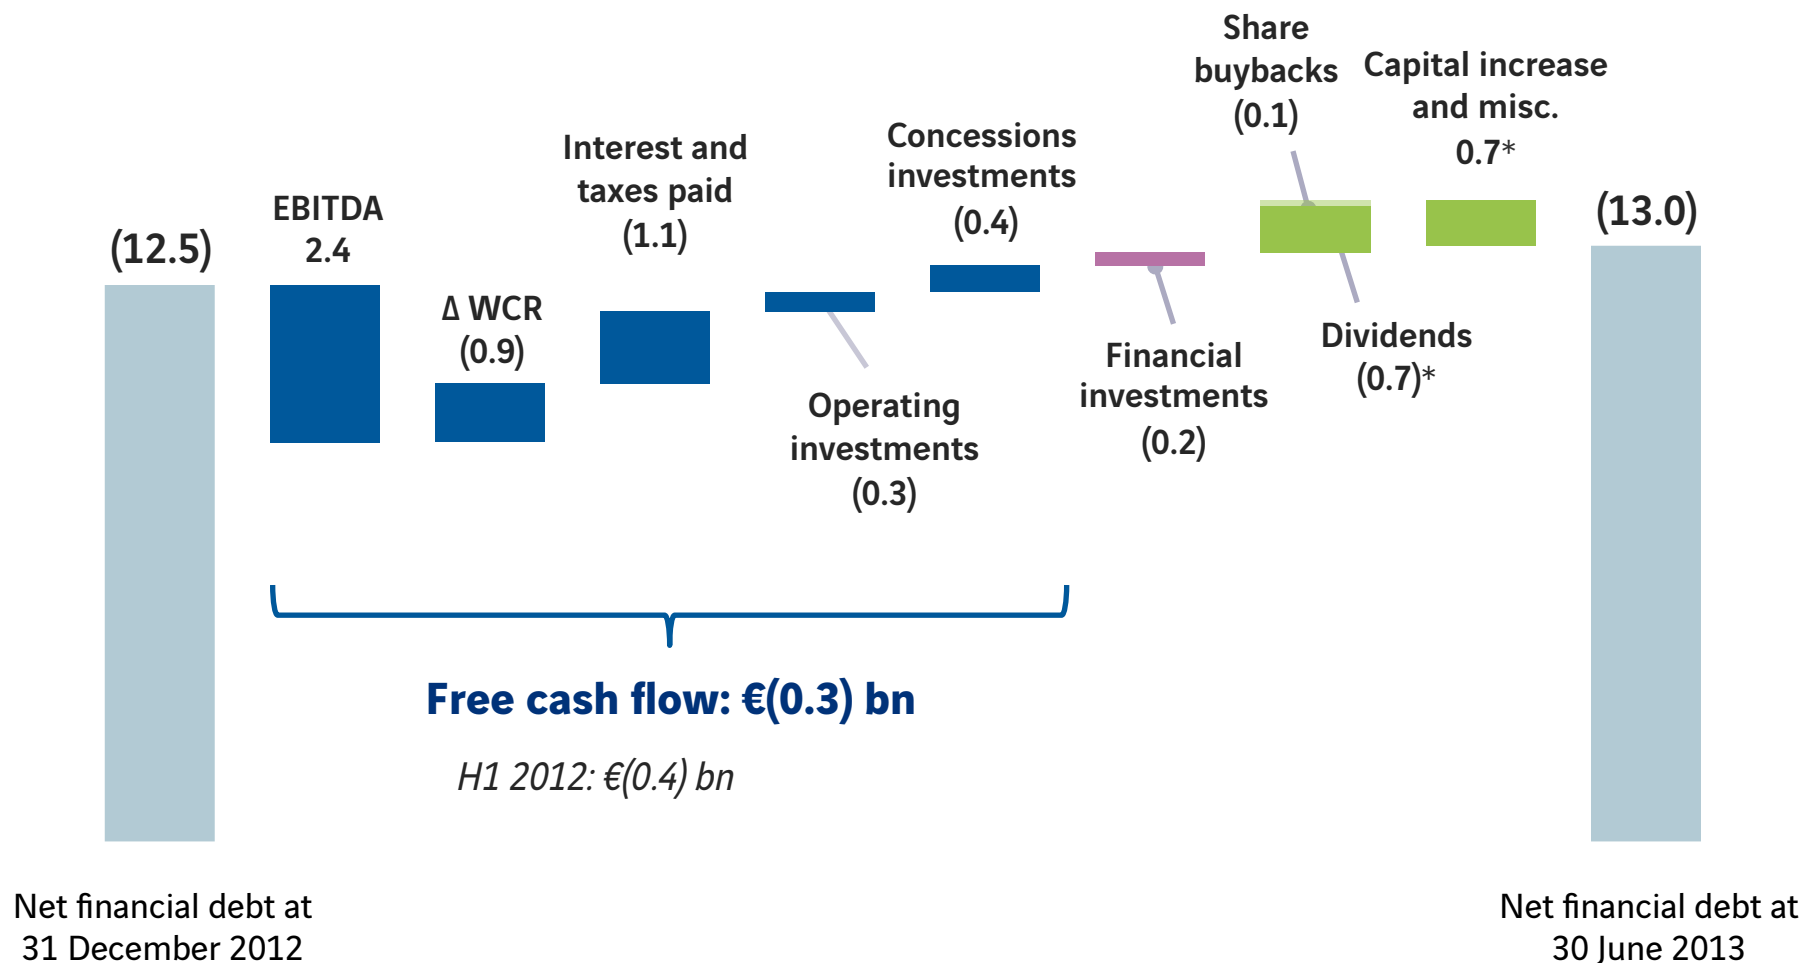 (12.5)
EBITDA
2.4
Δ WCR
(0.9)
Interest and
taxes paid
(1.1)
Operating
investments
(0.3)
Concessions
investments
(0.4)
Financial
investments
(0.2)
Share
buybacks
(0.1)
Dividends
(0.7)*
Capital increase
and misc.
0.7*
(13.0)
Free cash flow: €(0.3) bn
H1 2012: €(0.4) bn
Net financial debt at
31 December 2012
Net financial debt at
30 June 2013